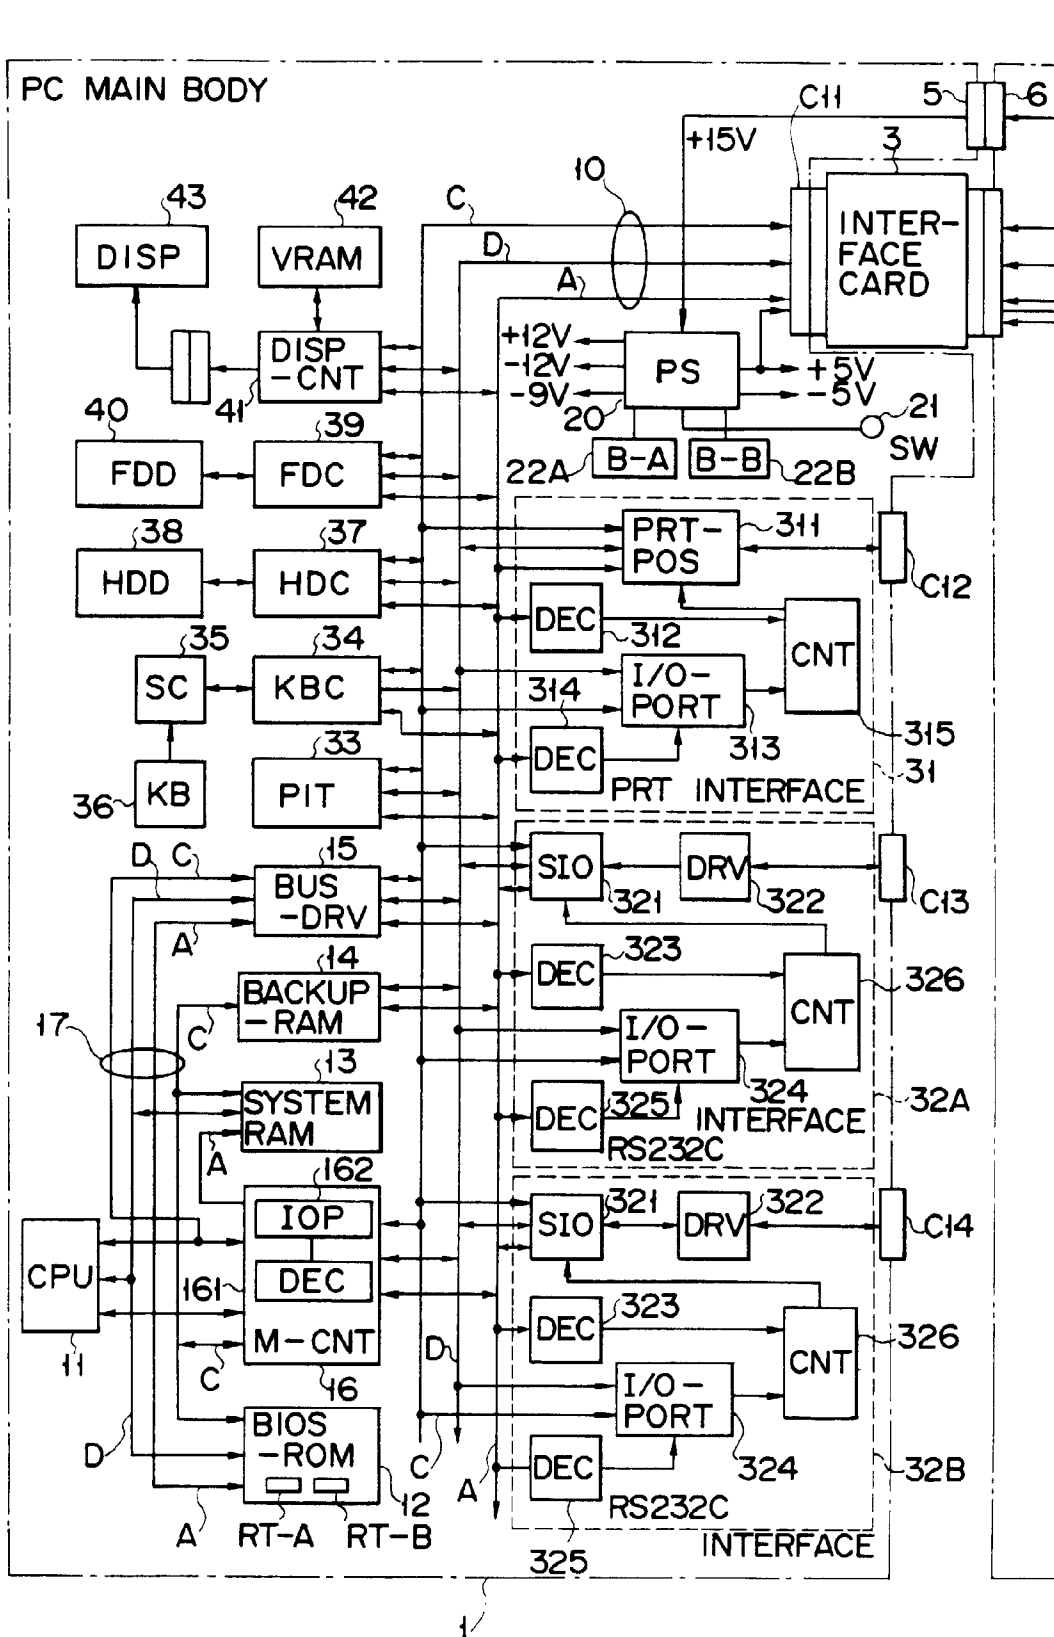 PC MAIN BODY
5
6
C11
3
+15V
10
43
42
C
D
A
DISP
VRAM
INTER-
FACE
CARD
DISP
-CNT
41
+12V
-12V
-9V
PS
+5V
-5V
20
21
SW
40
39
FDD
FDC
22A
B-A
B-B
22B
38
37
HDD
HDC
PRT-
POS
311
C12
DEC
312
CNT
35
34
SC
KBC
I/O-
PORT
314
313
315
33
DEC
31
36
KB
PIT
PRT INTERFACE
D
C
15
BUS
-DRV
A
SIO
321
DRV
322
C13
14
BACKUP
-RAM
C
323
DEC
CNT
326
17
13
SYSTEM
RAM
A
I/O-
PORT
324
DEC
325
INTERFACE
32A
RS232C
162
IOP
DEC
161
M-CNT
CPU
11
C
16
SIO
321
DRV
322
C14
323
DEC
CNT
326
D
I/O-
PORT
BIOS
-ROM
D
12
C
A
324
32B
DEC
RS232C
A
RT-A
RT-B
325
INTERFACE
1